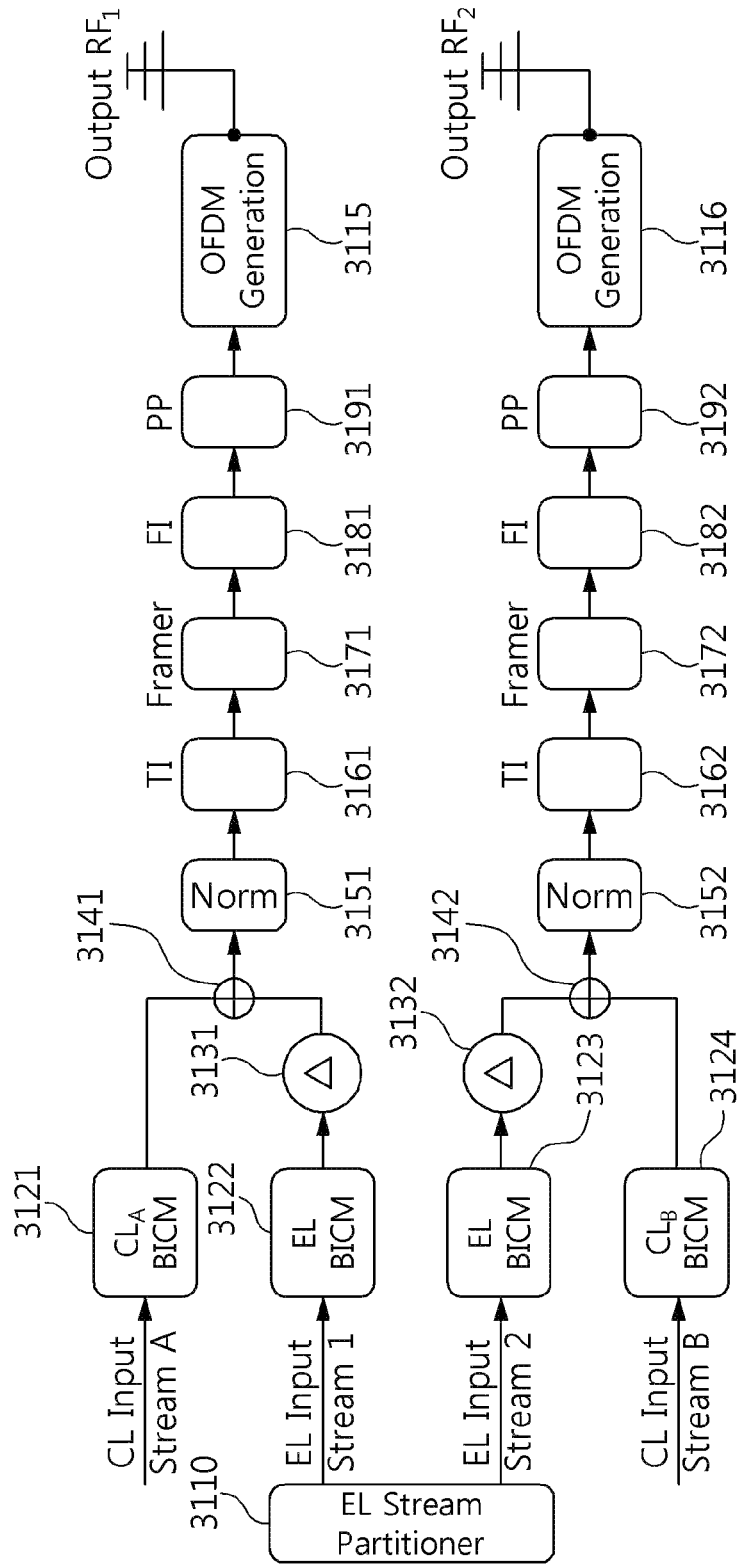 3110
EL Stream
Partitioner
CL Input
Stream A
EL Input
Stream 1
EL Input
Stream 2
CL Input
Stream B
3121
CLA
BICM
3122
EL
BICM
EL
BICM
3123
CLB
BICM
3124
3131
Δ
3132
Δ
3141
3142
Norm
3151
Norm
3152
TI
3161
TI
3162
Framer
3171
Framer
3172
FI
3181
FI
3182
PP
3191
PP
3192
OFDM
Generation
3115
OFDM
Generation
3116
Output RF1
Output RF2